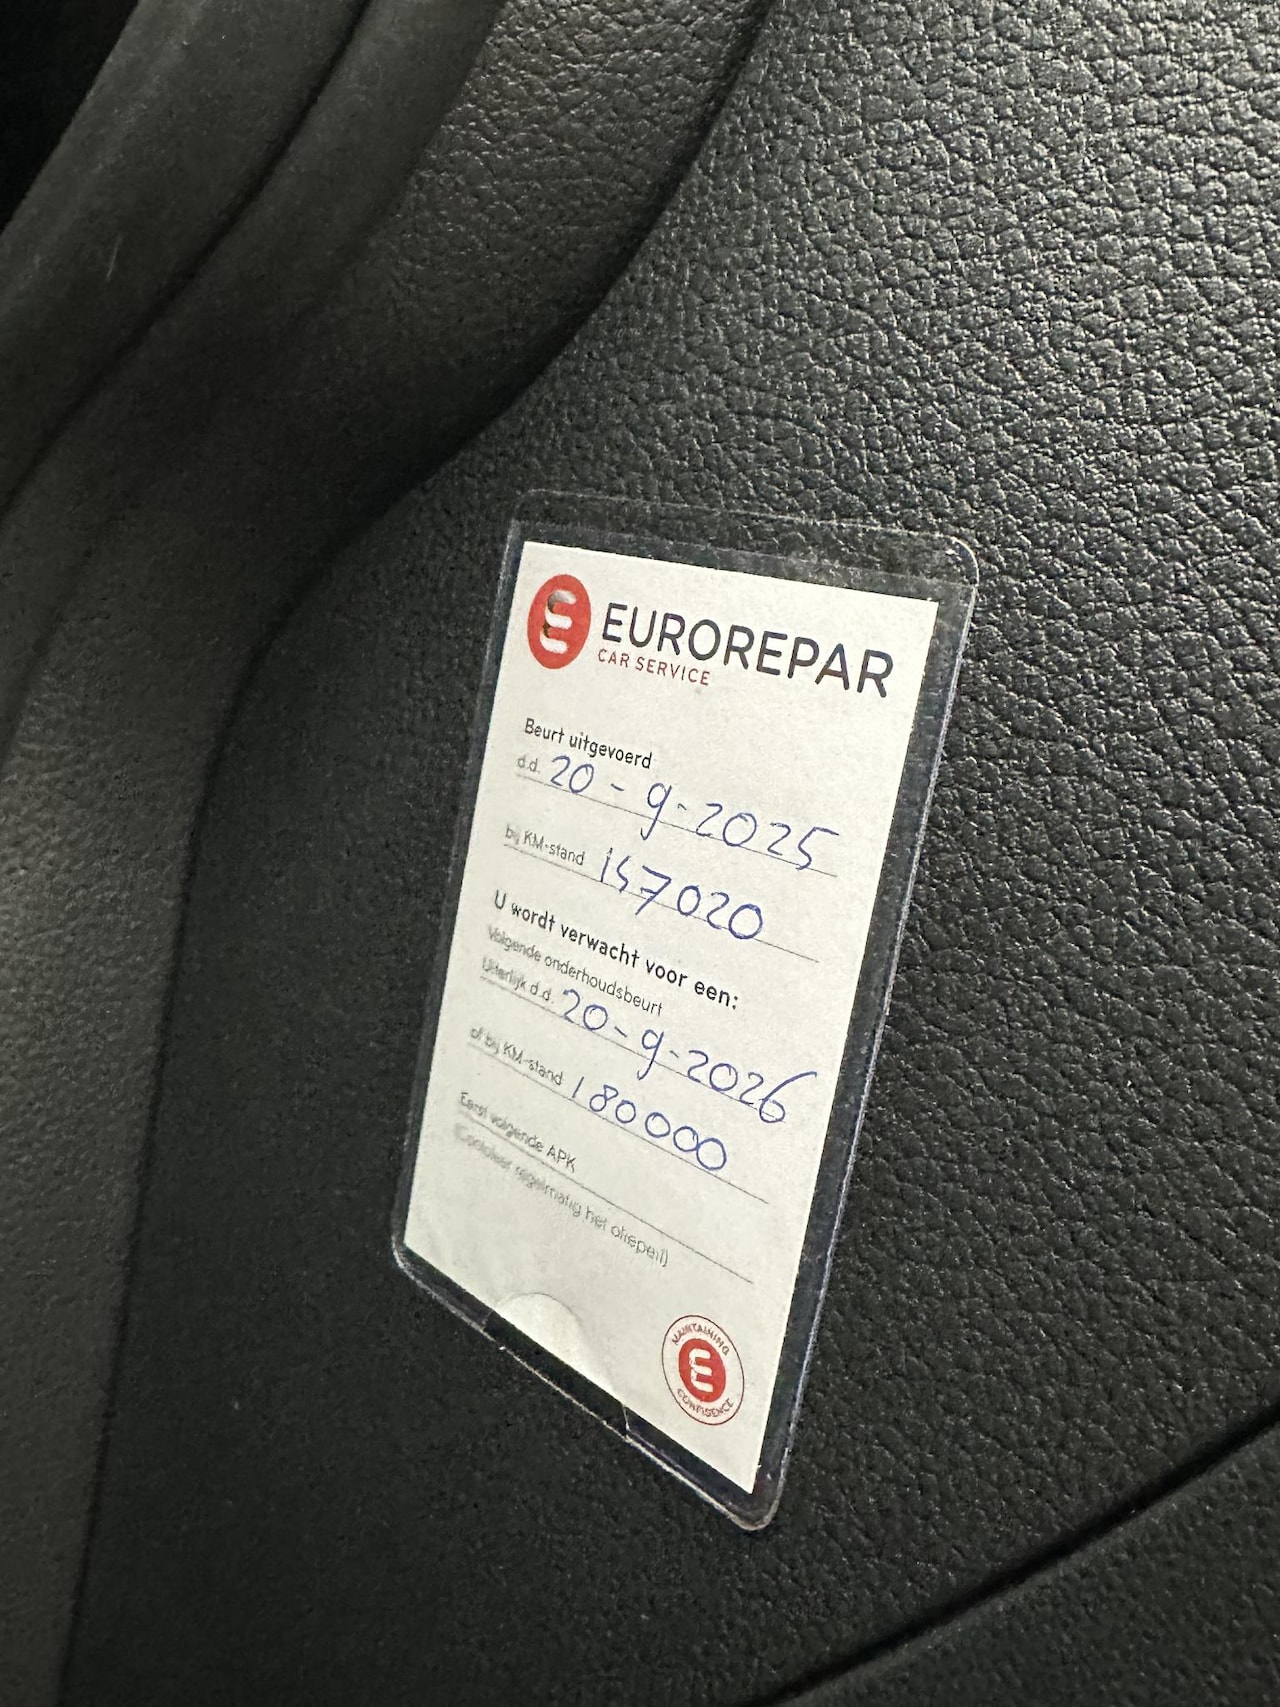 EUROREPAR
CAR SERVICE
Beurt uitgevoerd
d.d. 20-9-2025
bij KM-stand 157020
U wordt verwacht voor een:
Volgende onderhoudsbeurt
Uiterlijk d.d. 20-9-2026
of bij KM-stand 180000
Eerst volgende APK
(Controleer regelmatig het oliepeil)
MAINTAINING
CONFIDENCE